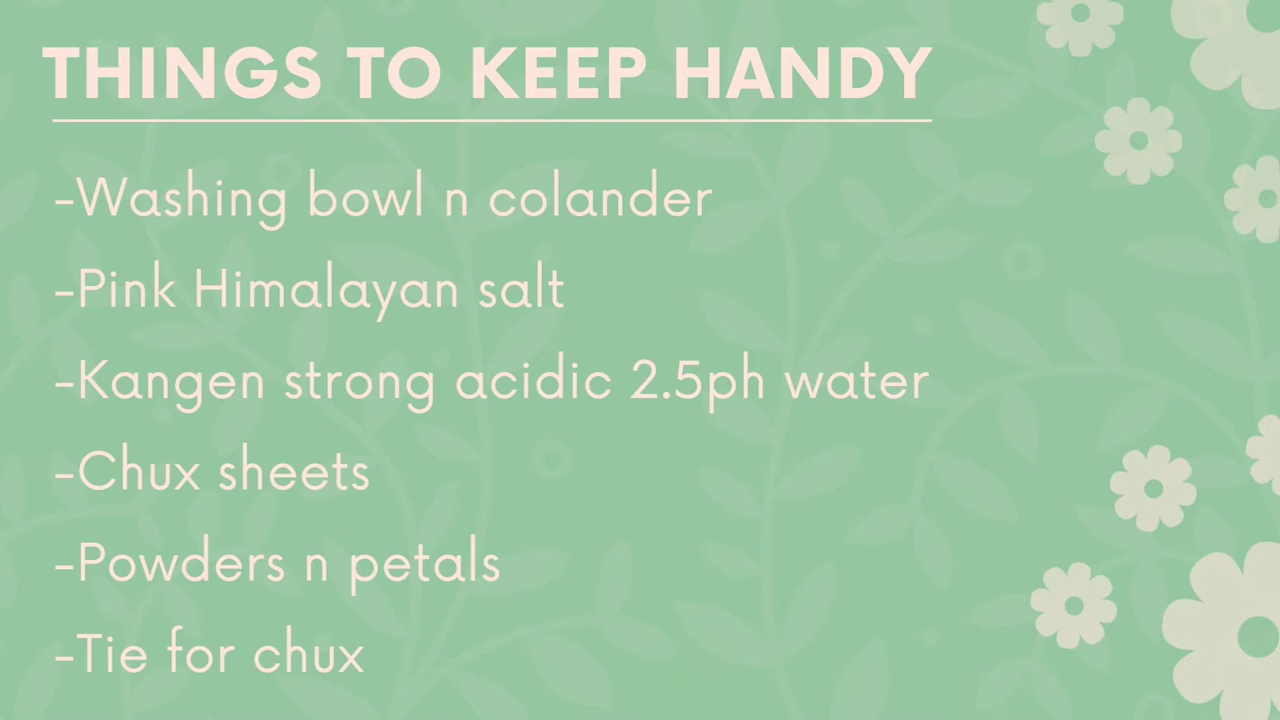 THINGS TO KEEP HANDY
-Washing bowl n colander
-Pink Himalayan salt
-Kangen strong acidic 2.5ph water
-Chux sheets
-Powders n petals
-Tie for chux